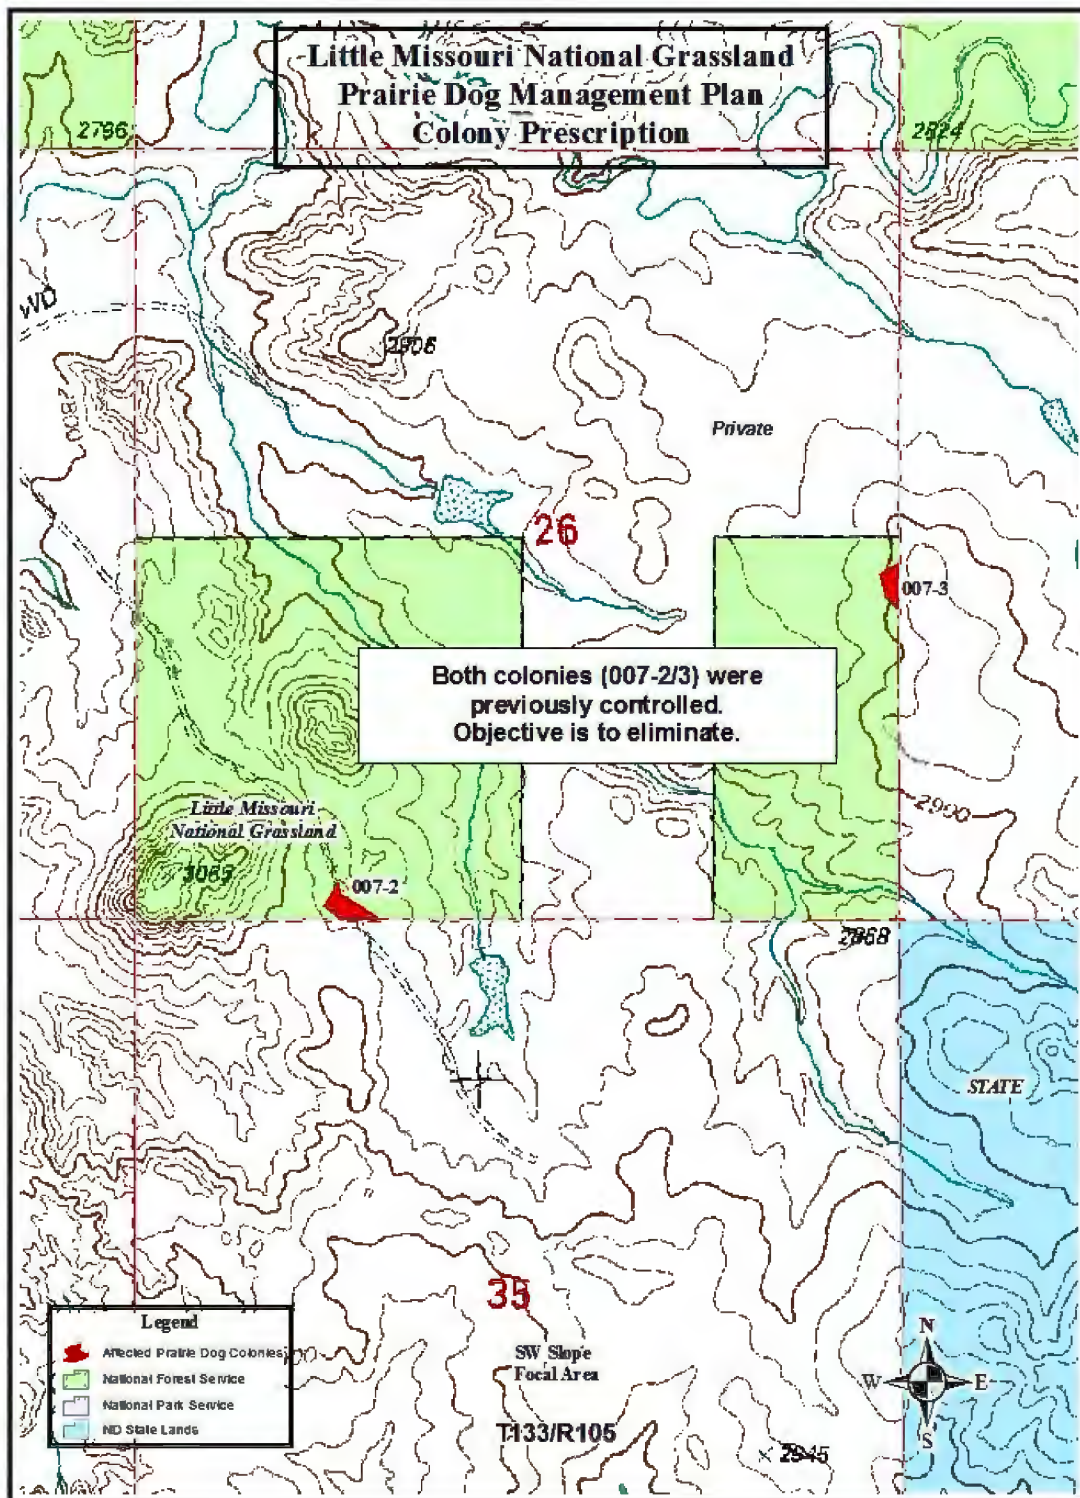 Little Missouri National Grassland
Prairie Dog Management Plan
Colony Prescription
2796
2824
WD
2806
2800
Private
26
007-3
Both colonies (007-2/3) were
previously controlled.
Objective is to eliminate.
2900
Little Missouri
National Grassland
3065
007-2
2868
STATE
35
Legend
Affected Prairie Dog Colonies
National Forest Service
National Park Service
ND State Lands
SW Slope
Focal Area
T133/R105
2945
N
W
E
S